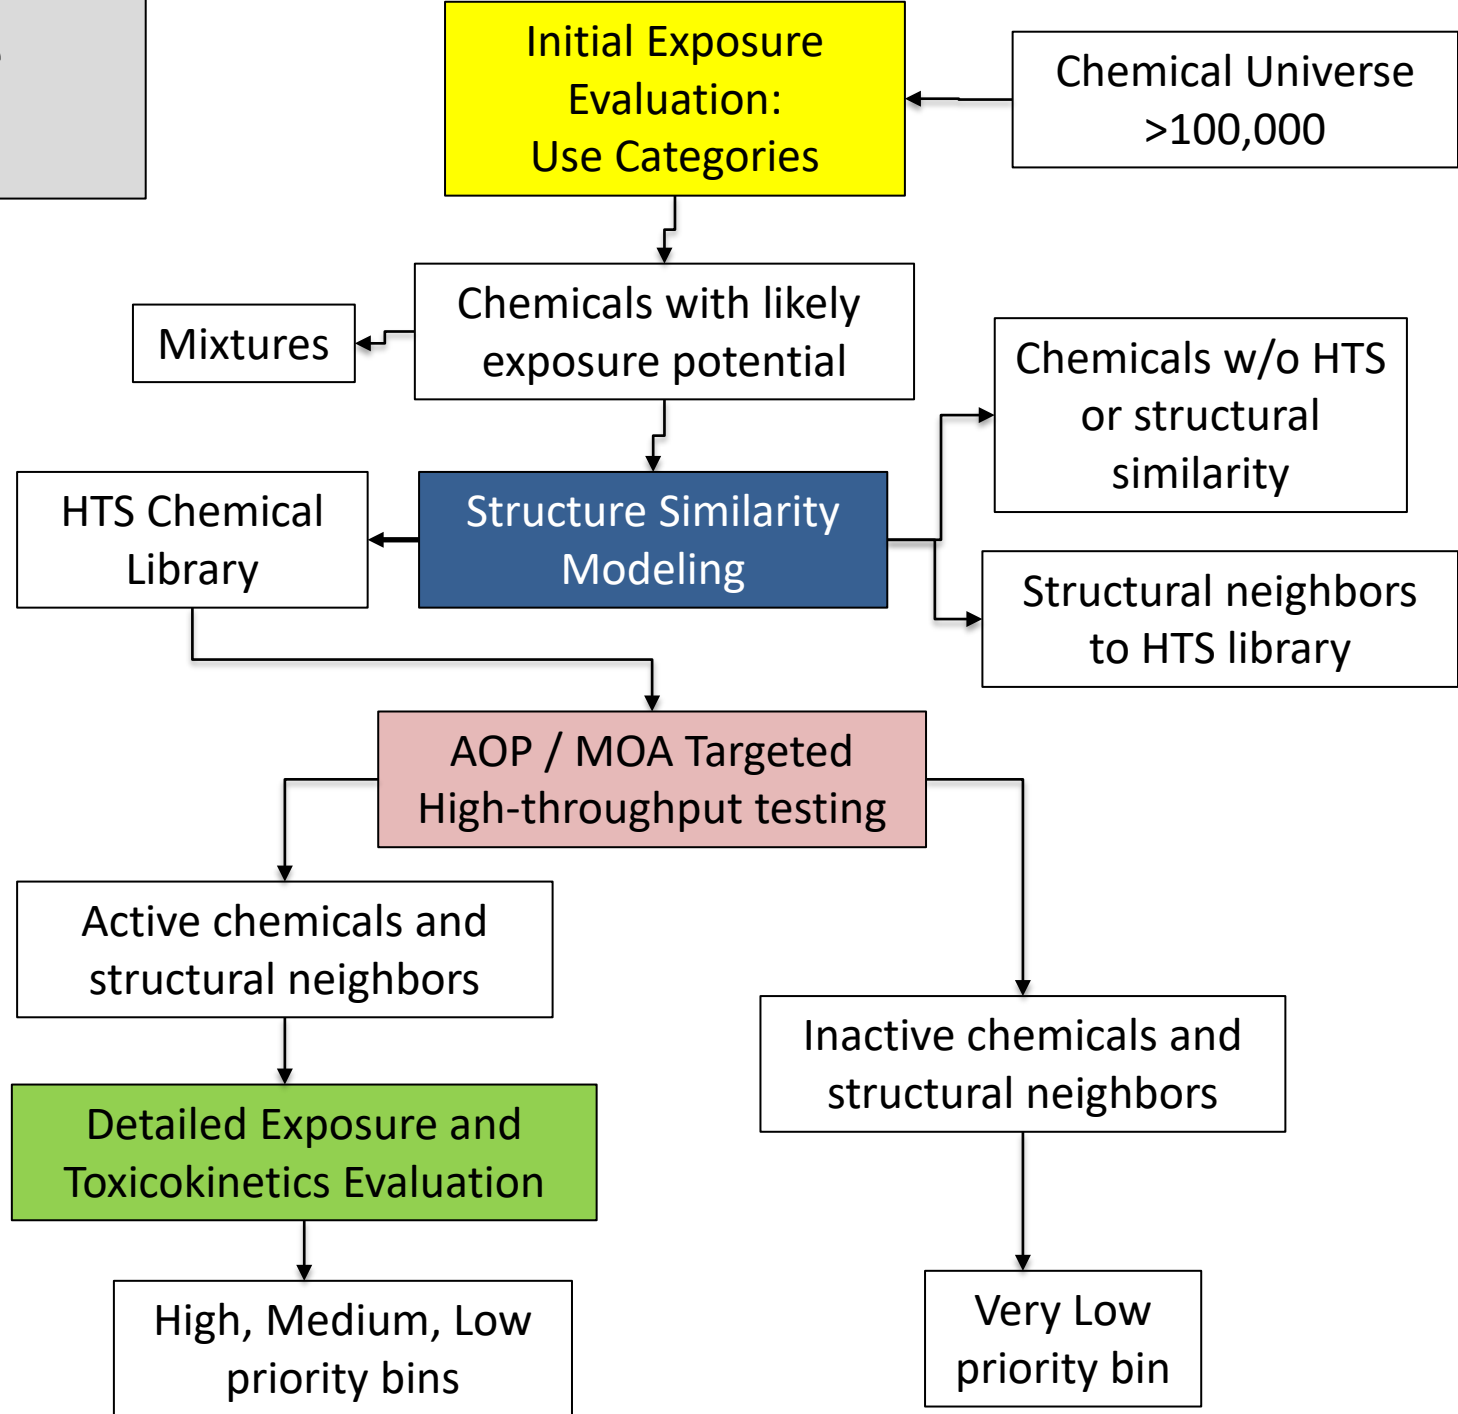 Initial Exposure
Evaluation:
Use Categories
Chemical Universe
>100,000
Chemicals with likely
exposure potential
Mixtures
Chemicals w/o HTS
or structural
similarity
HTS Chemical
Library
Structure Similarity
Modeling
Structural neighbors
to HTS library
AOP / MOA Targeted
High-throughput testing
Active chemicals and
structural neighbors
Inactive chemicals and
structural neighbors
Detailed Exposure and
Toxicokinetics Evaluation
High, Medium, Low
priority bins
Very Low
priority bin